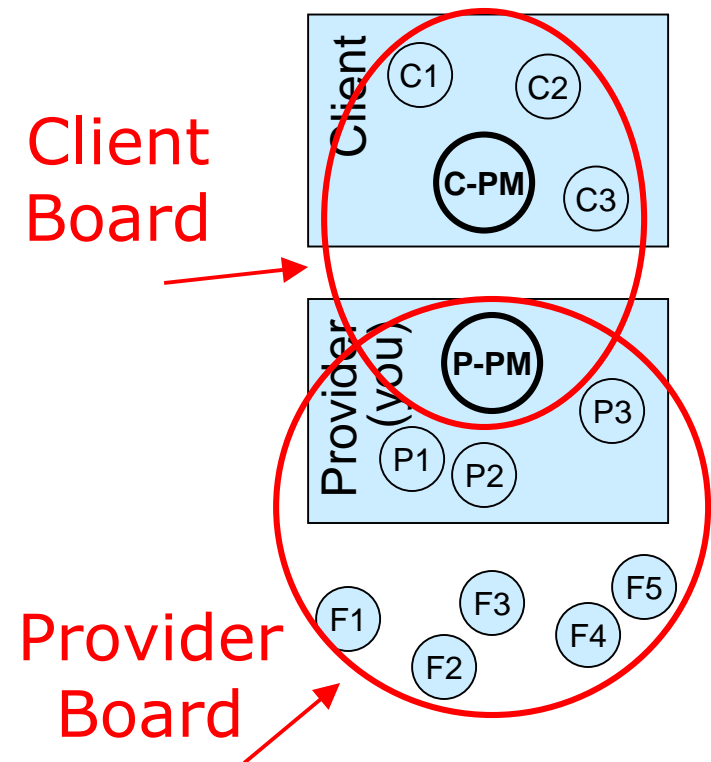 Client
Board
Client
C1
C2
C-PM
C3
Provider
(you)
P-PM
P3
P1
P2
Provider
Board
F1
F2
F3
F4
F5